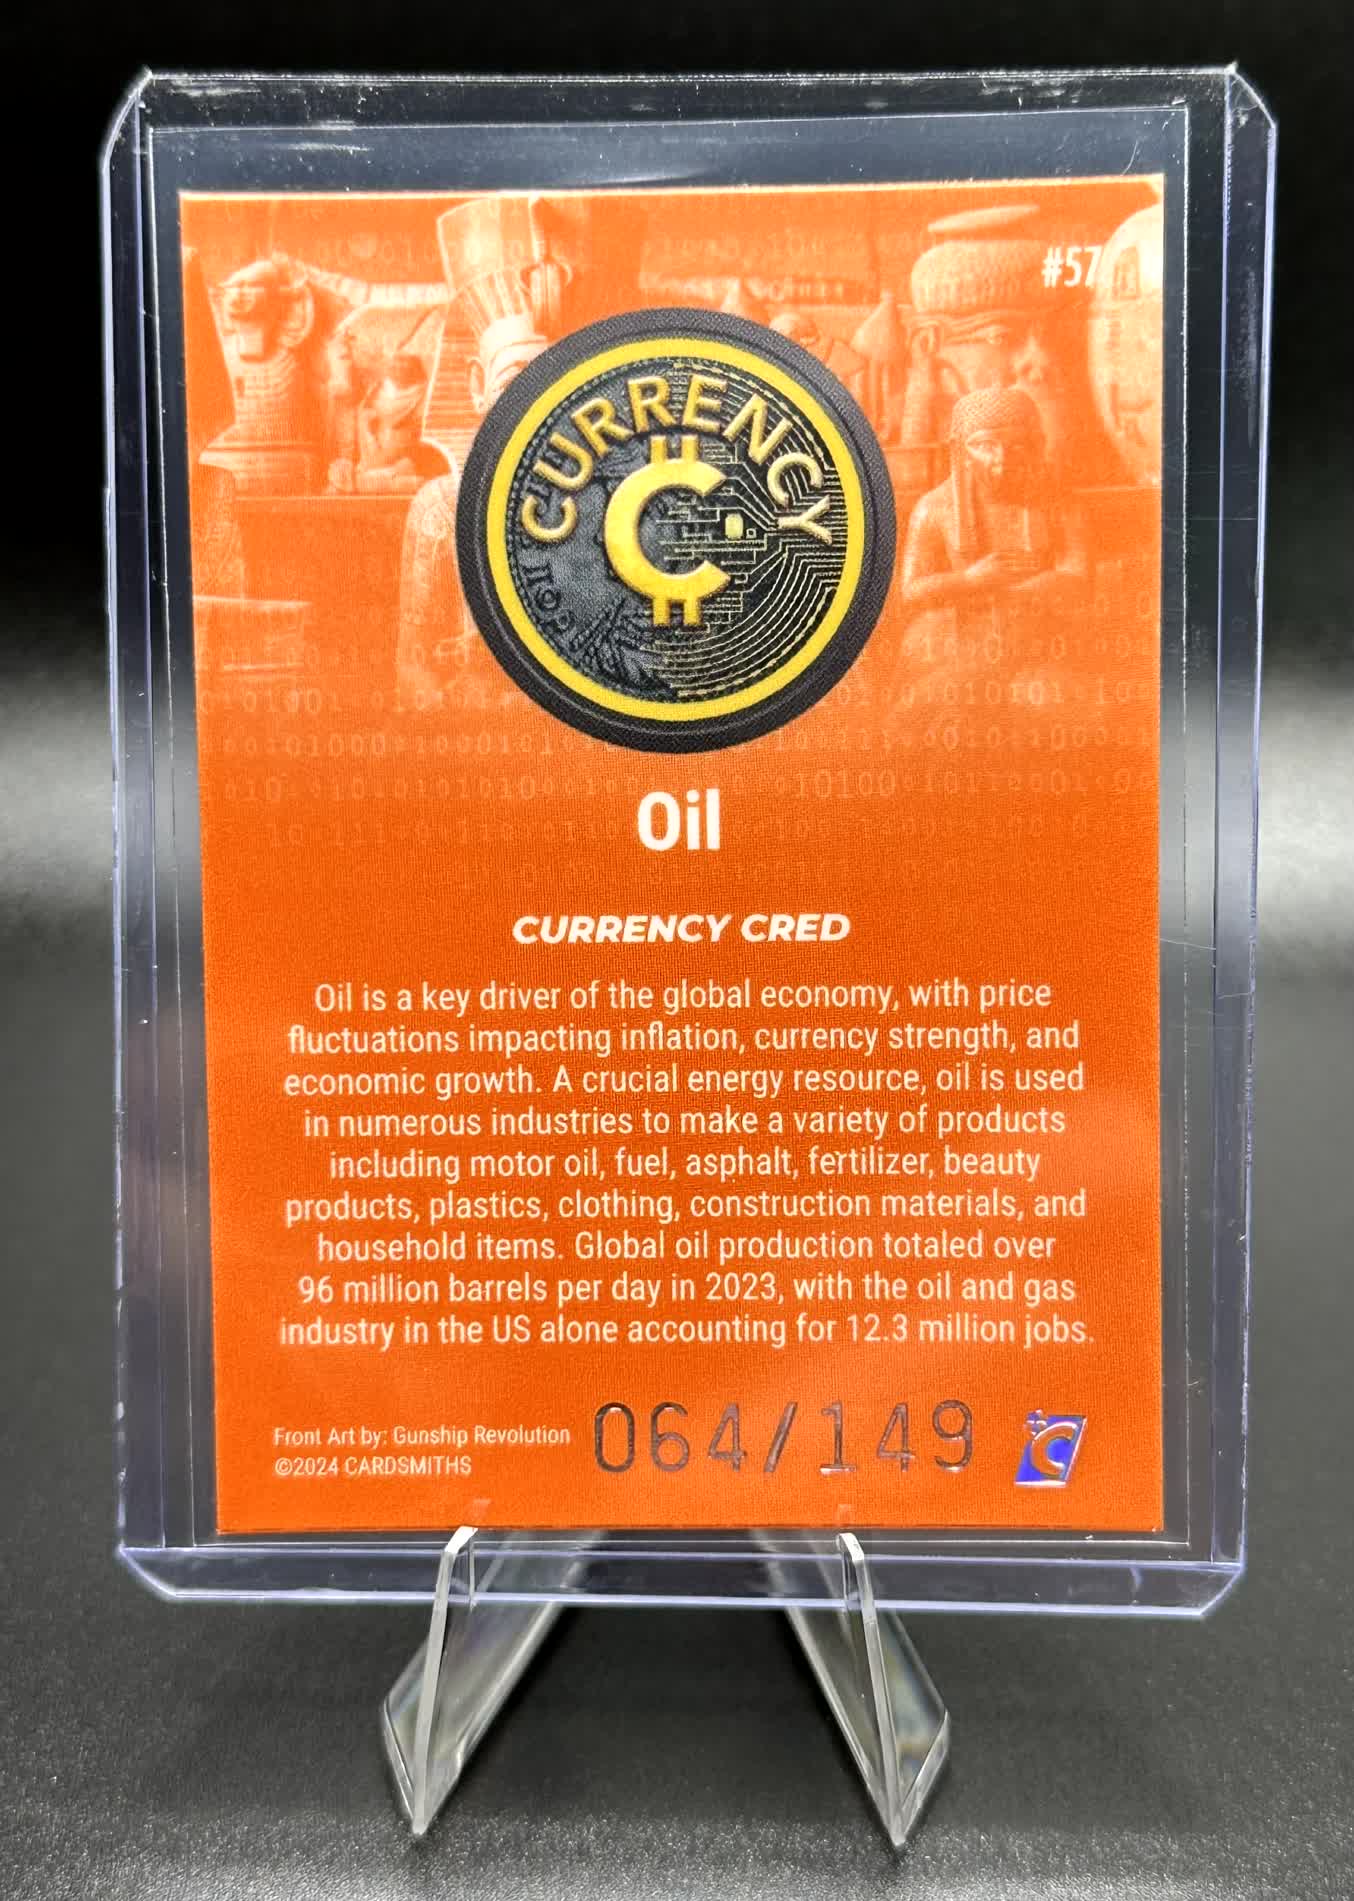 #57
CURRENCY
Oil
CURRENCY CRED
Oil is a key driver of the global economy, with price
fluctuations impacting inflation, currency strength, and
economic growth. A crucial energy resource, oil is used
in numerous industries to make a variety of products
including motor oil, fuel, asphalt, fertilizer, beauty
products, plastics, clothing, construction materials, and
household items. Global oil production totaled over
96 million barrels per day in 2023, with the oil and gas
industry in the US alone accounting for 12.3 million jobs.
Front Art by: Gunship Revolution
©2024 CARDSMITHS
064/149